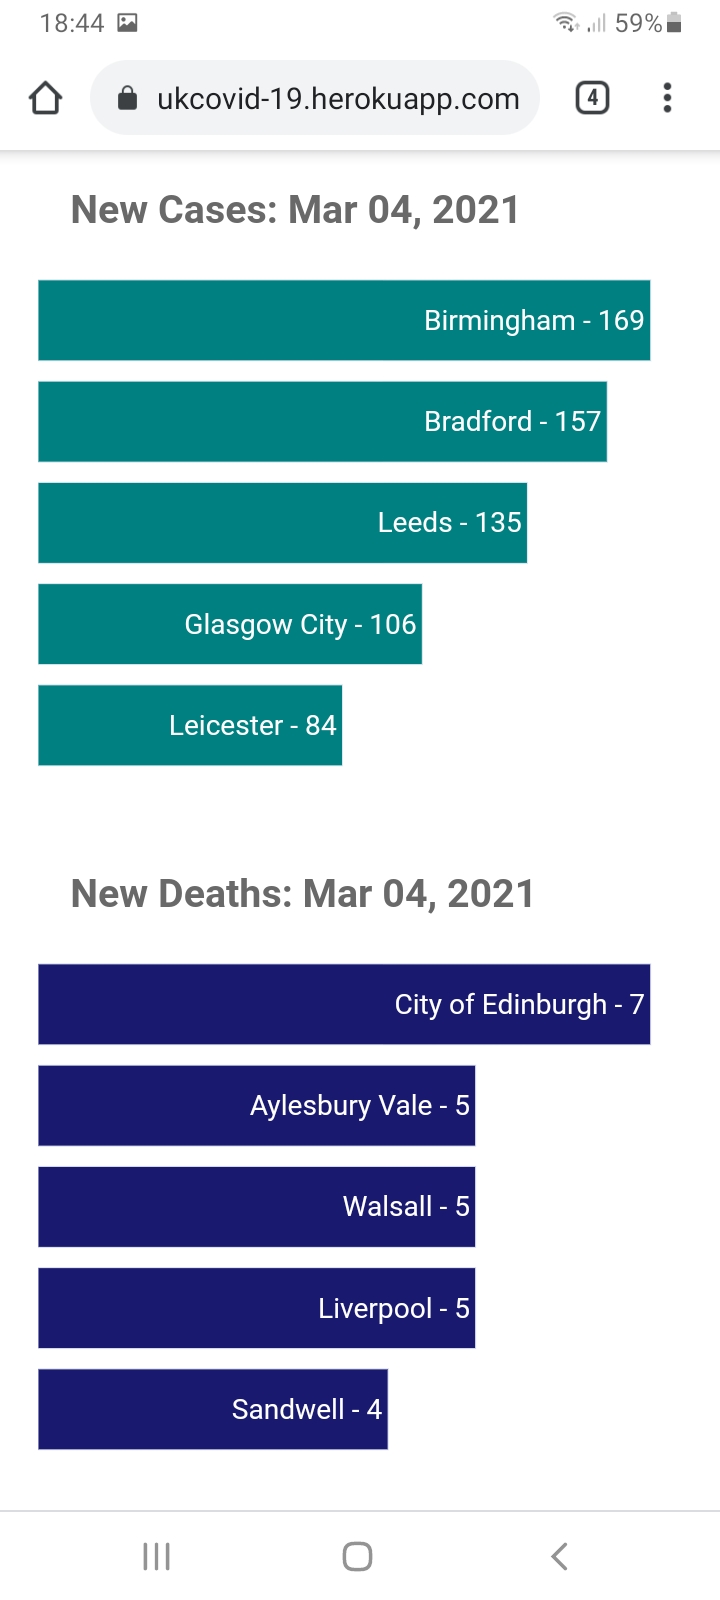 18:44 59%
ukcovid-19.herokuapp.com 4
New Cases: Mar 04, 2021
Birmingham - 169
Bradford - 157
Leeds - 135
Glasgow City - 106
Leicester - 84
New Deaths: Mar 04, 2021
City of Edinburgh - 7
Aylesbury Vale - 5
Walsall - 5
Liverpool - 5
Sandwell - 4